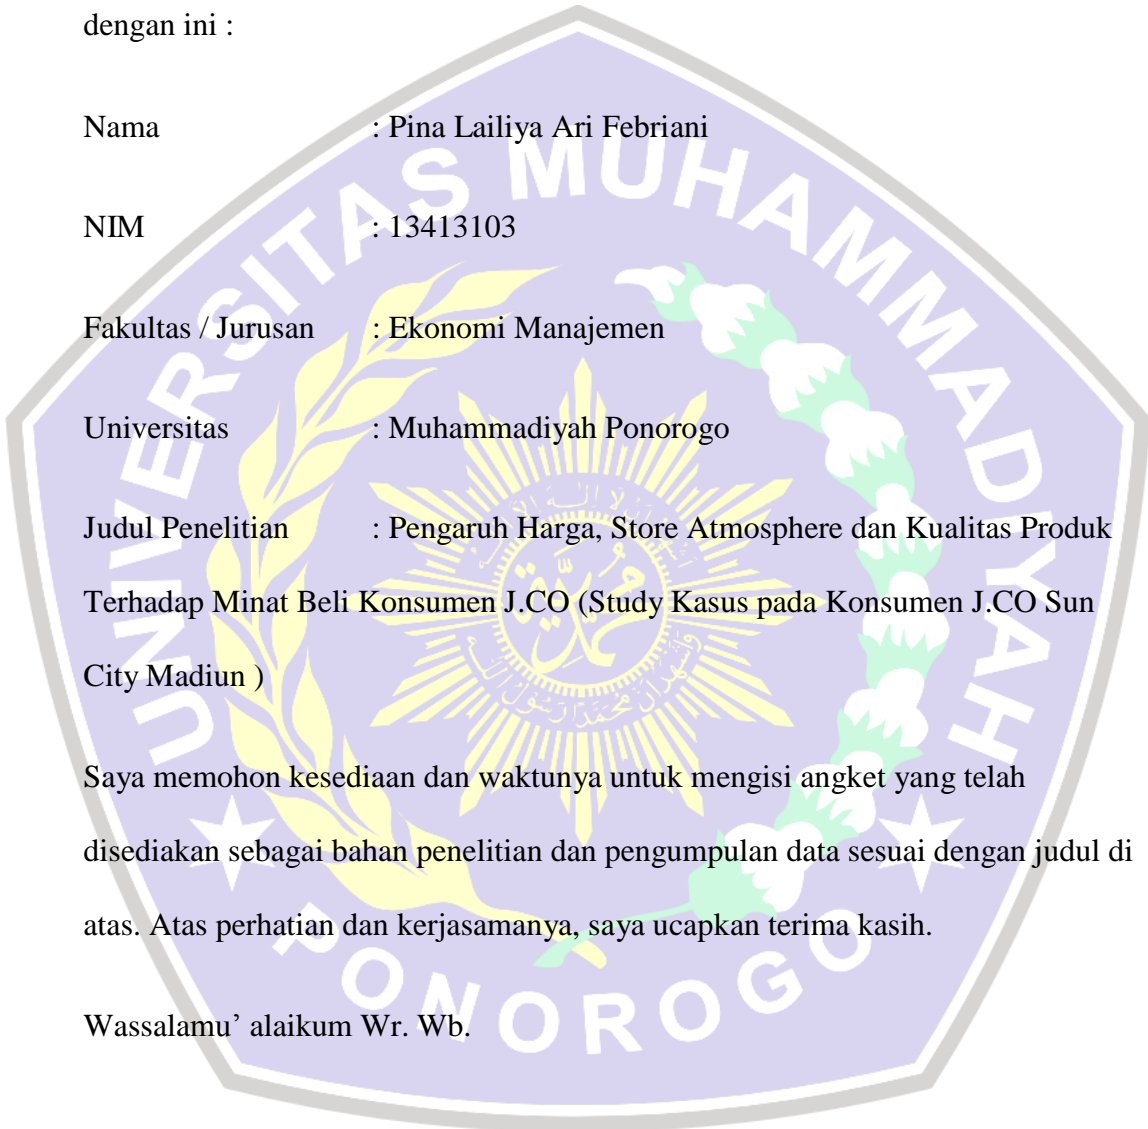 dengan ini :
Nama : Pina Lailiya Ari Febriani
NIM : 13413103
Fakultas / Jurusan : Ekonomi Manajemen
Universitas : Muhammadiyah Ponorogo
Judul Penelitian : Pengaruh Harga, Store Atmosphere dan Kualitas Produk
Terhadap Minat Beli Konsumen J.CO (Study Kasus pada Konsumen J.CO Sun
City Madiun )
Saya memohon kesediaan dan waktunya untuk mengisi angket yang telah
disediakan sebagai bahan penelitian dan pengumpulan data sesuai dengan judul di
atas. Atas perhatian dan kerjasamanya, saya ucapkan terima kasih.
Wassalamu’ alaikum Wr. Wb.
UNIVERSITAS MUHAMMADIYAH
PONOROGO
محمدية